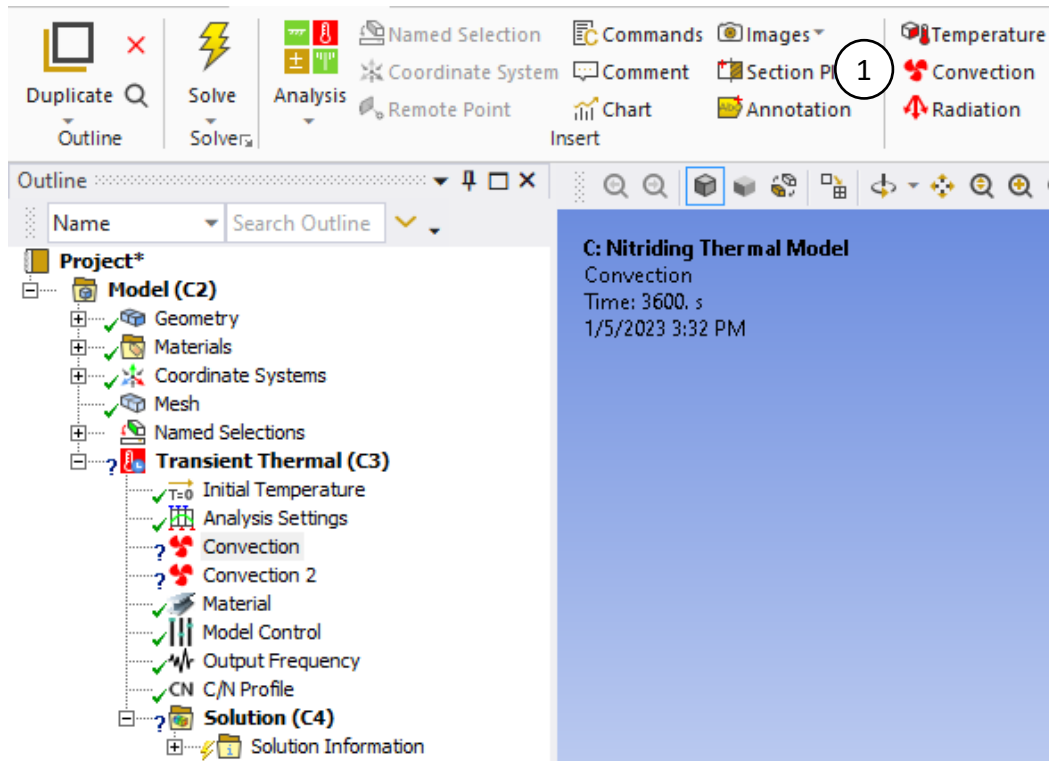 Duplicate
Outline
Solve
Solver
Analysis
Named Selection
Coordinate System
Remote Point
Commands
Comment
Chart
Images
Section Pl
Annotation
Insert
1
Temperature
Convection
Radiation
Outline
Name
Search Outline
Project*
Model (C2)
Geometry
Materials
Coordinate Systems
Mesh
Named Selections
Transient Thermal (C3)
T=0 Initial Temperature
Analysis Settings
? Convection
? Convection 2
Material
Model Control
Output Frequency
CN C/N Profile
? Solution (C4)
Solution Information
C: Nitriding Thermal Model
Convection
Time: 3600. s
1/5/2023 3:32 PM